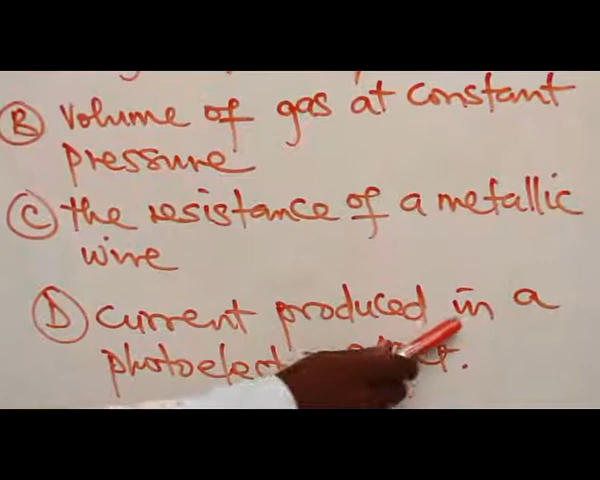 (B) volume of gas at constant
pressure
(C) the resistance of a metallic
wire
(D) current produced in a